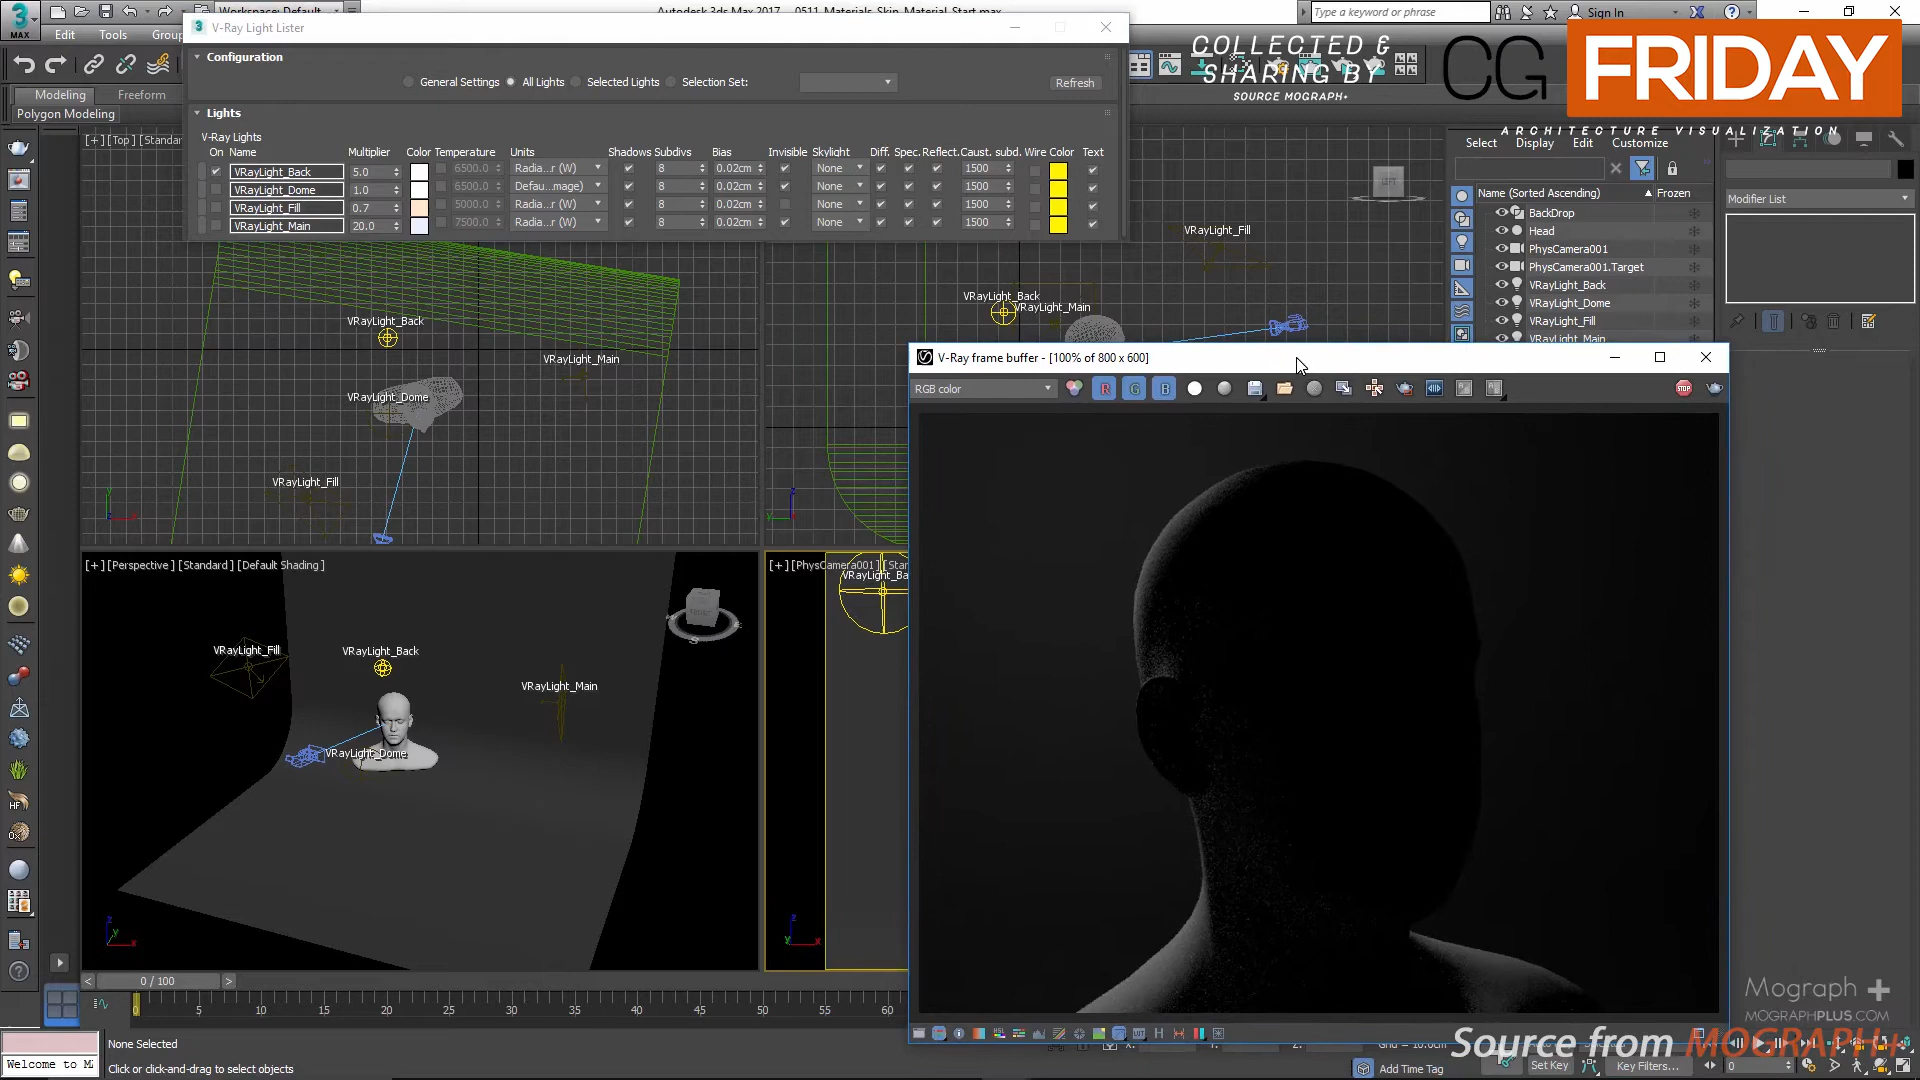 Workspace: Default
Autodesk 3ds Max 2017    0511_Materials_Skin_Material_Start.max
Type a keyword or phrase
Sign In
MAX
Edit Tools Group
V-Ray Light Lister
Configuration
General Settings All Lights Selected Lights Selection Set:
Refresh
Lights
V-Ray Lights
On Name Multiplier Color Temperature Units Shadows Subdivs Bias Invisible Skylight Diff. Spec. Reflect. Caust. subd. Wire Color Text
VRayLight_Back 5.0 6500.0 Radia...r (W) 8 0.02cm None 1500
VRayLight_Dome 1.0 6500.0 Defau...mage) 8 0.02cm None 1500
VRayLight_Fill 0.7 5000.0 Radia...r (W) 8 0.02cm None 1500
VRayLight_Main 20.0 7500.0 Radia...r (W) 8 0.02cm None 1500
COLLECTED &
SHARING BY
SOURCE MOGRAPH+
CG FRIDAY
ARCHITECTURE VISUALIZATION
Modeling Freeform
Polygon Modeling
[+] [Top] [Standar
VRayLight_Back
VRayLight_Main
VRayLight_Dome
VRayLight_Fill
LEFT
VRayLight_Fill
VRayLight_Back
VRayLight_Main
Select Display Edit Customize
Name (Sorted Ascending) Frozen
BackDrop
Head
PhysCamera001
PhysCamera001.Target
VRayLight_Back
VRayLight_Dome
VRayLight_Fill
VRayLight_Main
Modifier List
V-Ray frame buffer - [100% of 800 x 600]
RGB color
R G B
STOP
[+] [Perspective] [Standard] [Default Shading]
VRayLight_Fill
VRayLight_Back
VRayLight_Main
VRayLight_Dome
[+] [PhysCamera001] [Stan
VRayLight_Ba
HF
Ox
0 / 100
0 5 10 15 20 25 30 35 40 45 50 55 60
None Selected
Welcome to M
Click or click-and-drag to select objects
Add Time Tag
Set Key
Key Filters...
0
Mograph +
MOGRAPHPLUS.COM
Source from MOGRAPH+